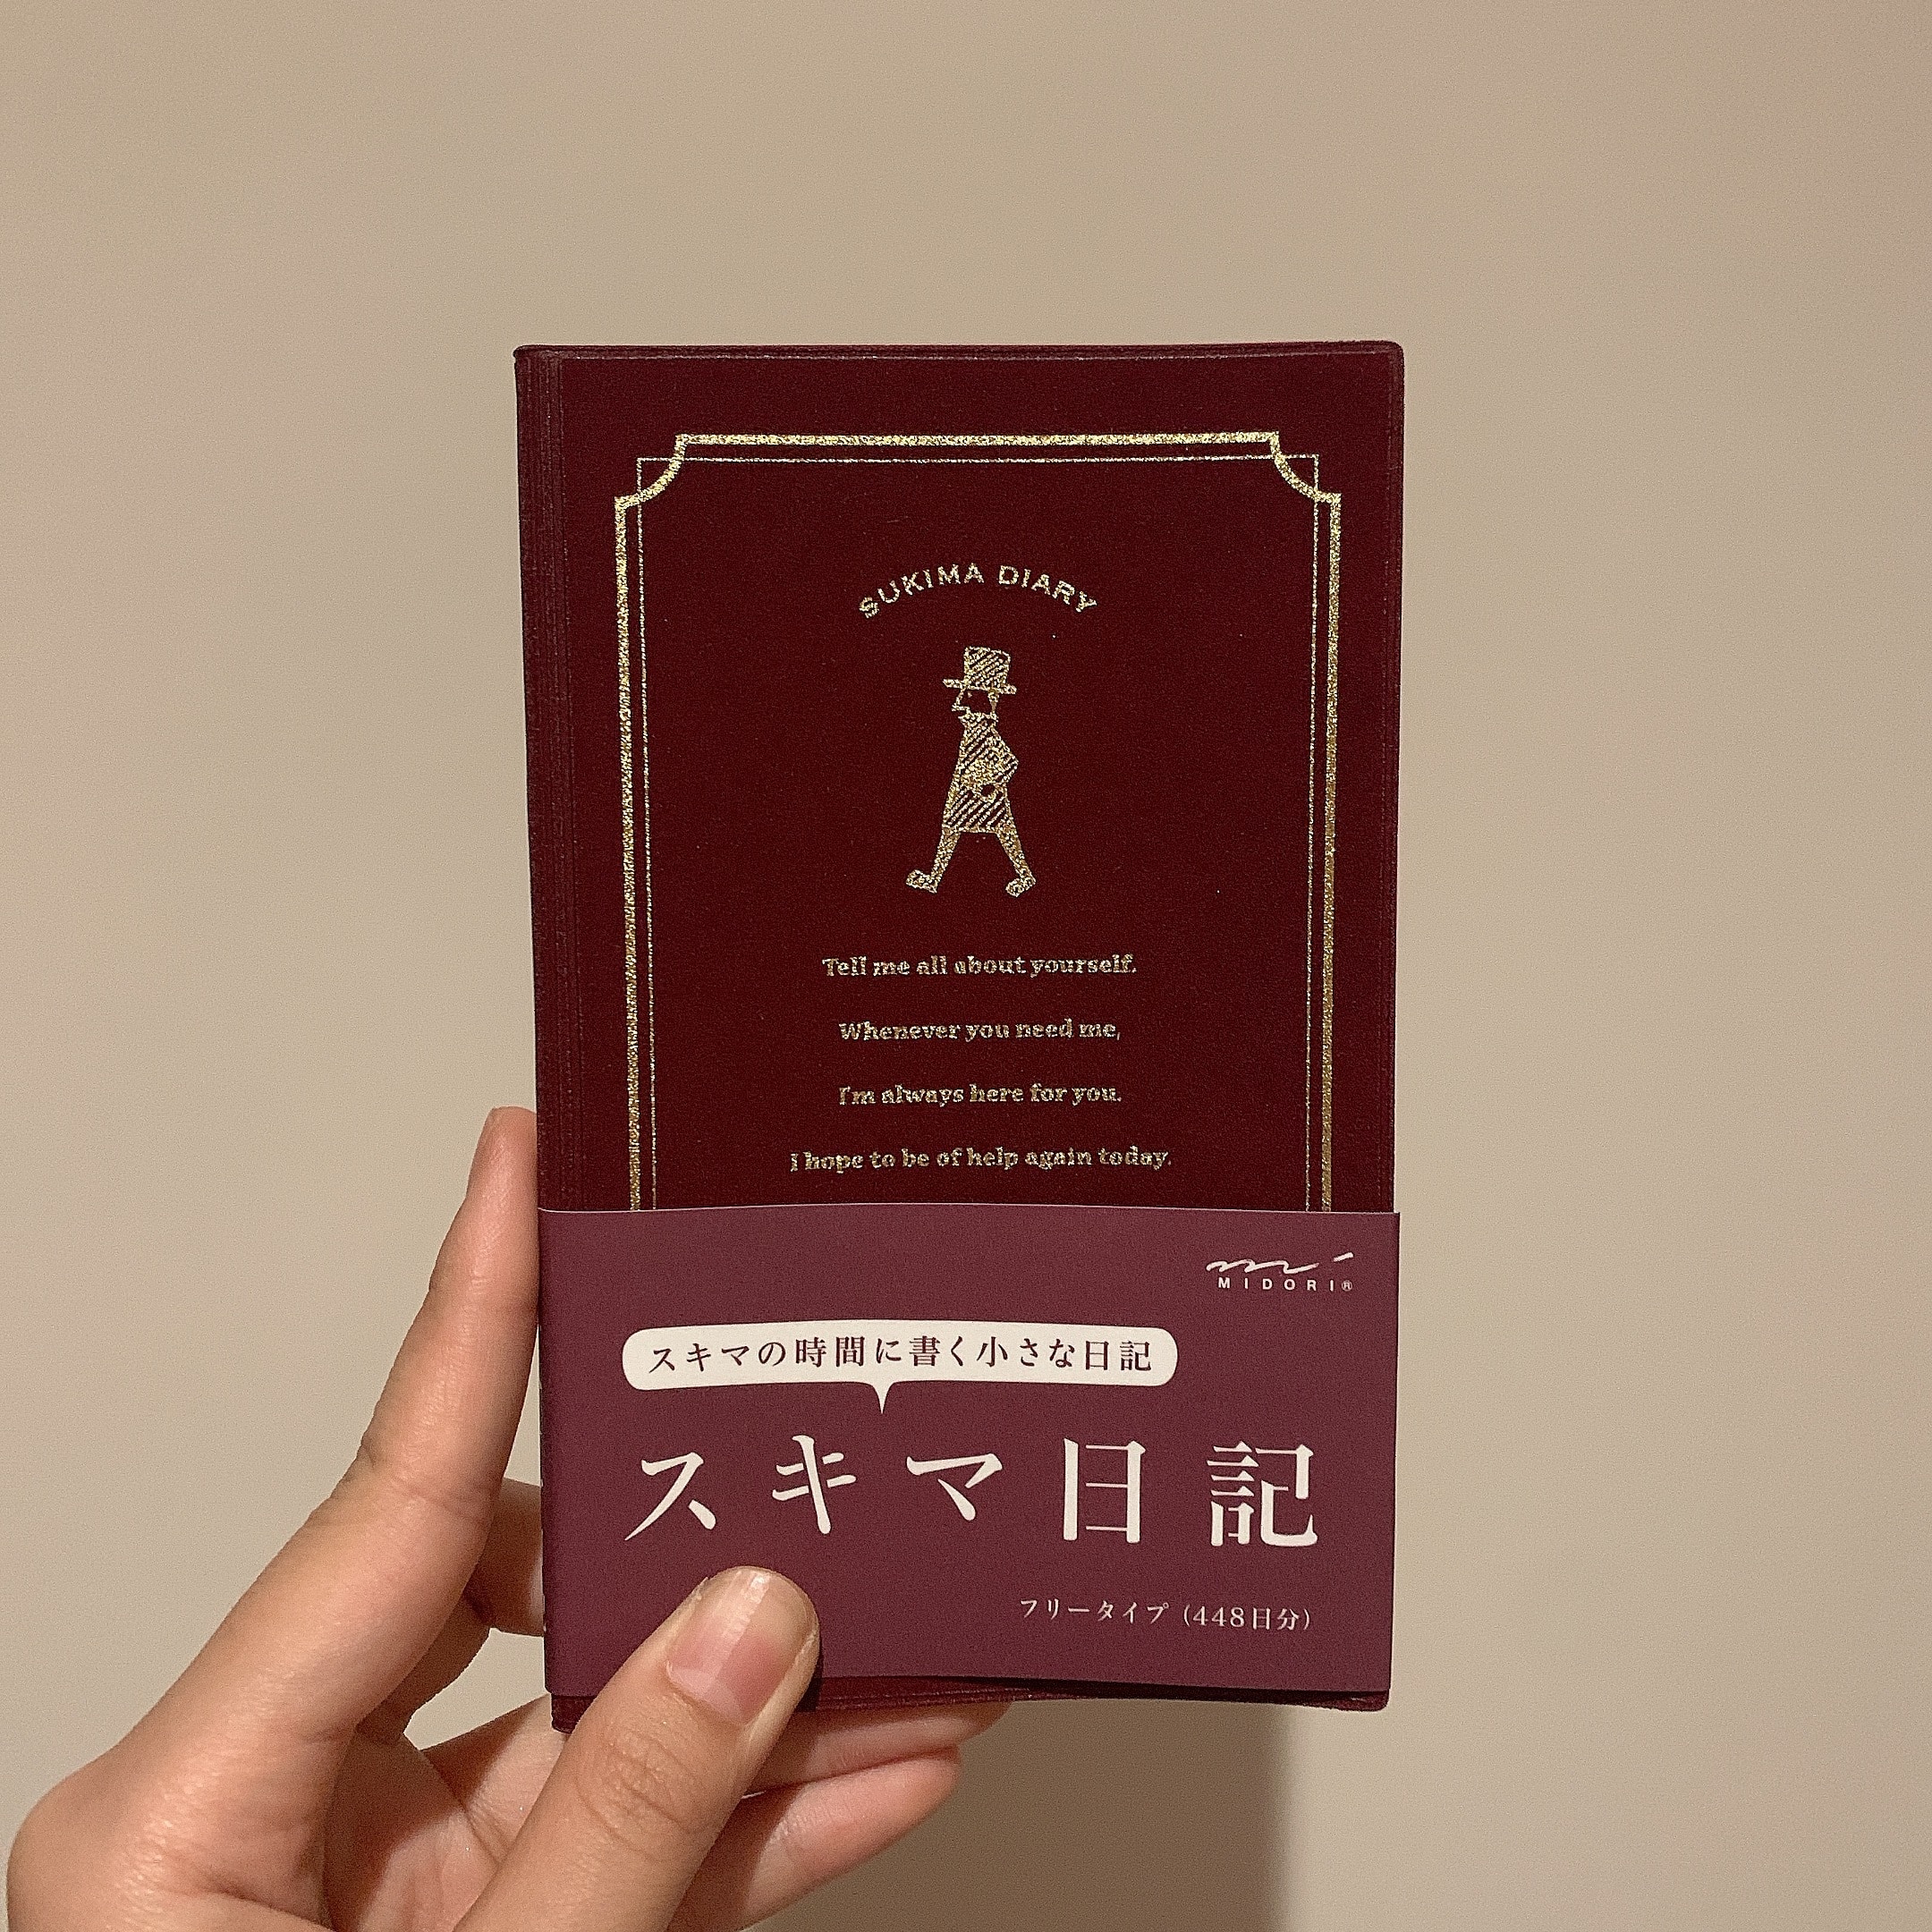 SUKIMA DIARY
Tell me all about yourself.
Whenever you need me,
I'm always here for you.
I hope to be of help again today.
MIDORI®
スキマの時間に書く小さな日記
スキマ日記
フリータイプ (448日分)